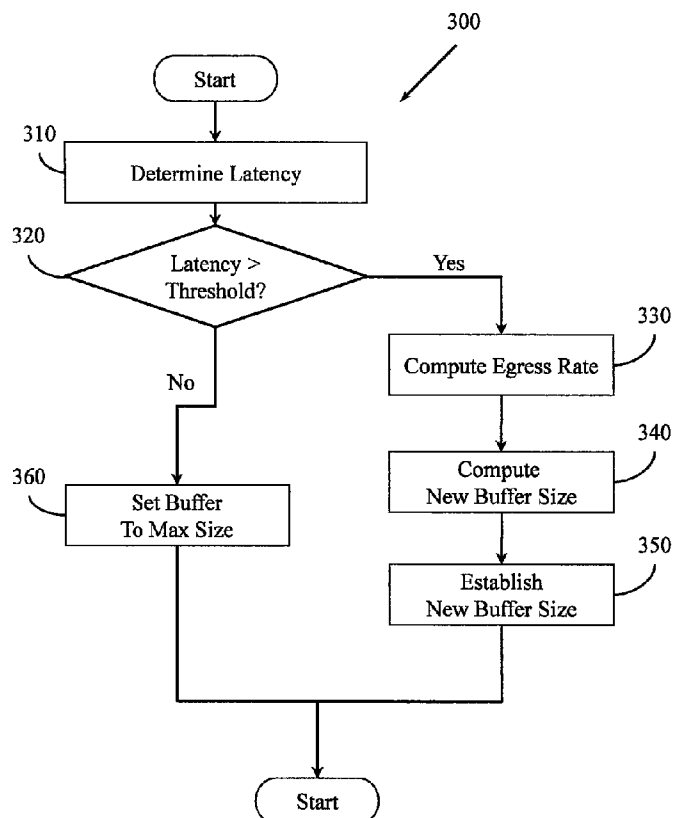 300
Start
310
Determine Latency
320
Latency >
Threshold?
Yes
330
Compute Egress Rate
No
340
Compute
New Buffer Size
360
Set Buffer
To Max Size
350
Establish
New Buffer Size
Start